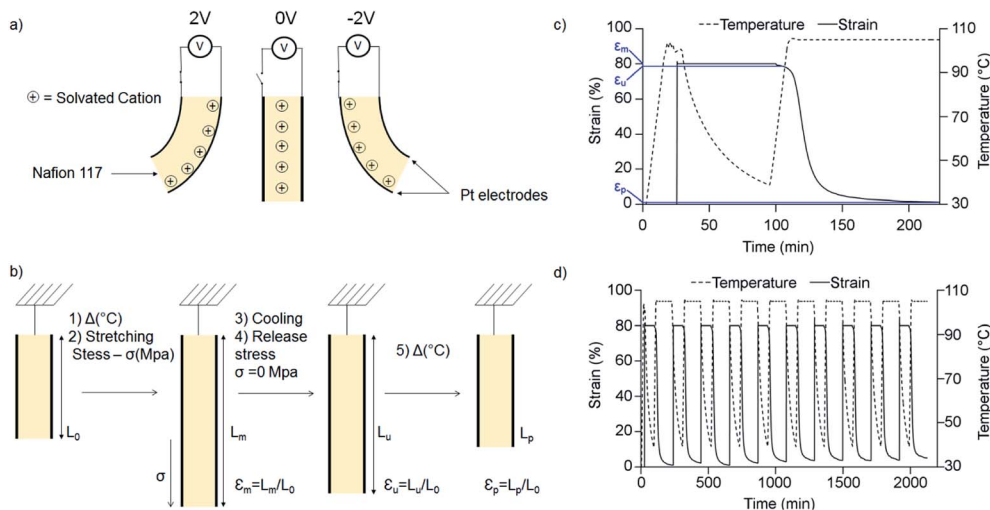 a)
2V
0V
-2V
V
V
V
⊕ = Solvated Cation
Nafion 117
Pt electrodes
b)
1) Δ(°C)
2) Stretching
Stess – σ(Mpa)
3) Cooling
4) Release
stress
σ =0 Mpa
5) Δ(°C)
L₀
Lₘ
Lᵤ
Lₚ
σ
Ɛₘ=Lₘ/L₀
Ɛᵤ=Lᵤ/L₀
Ɛₚ=Lₚ/L₀
c)
Temperature
Strain
100
80
60
40
20
0
Strain (%)
εₘ
εᵤ
εₚ
110
90
70
50
30
Temperature (°C)
0
50
100
150
200
Time (min)
d)
Temperature
Strain
100
80
60
40
20
0
Strain (%)
110
90
70
50
30
Temperature (°C)
0
500
1000
1500
2000
Time (min)